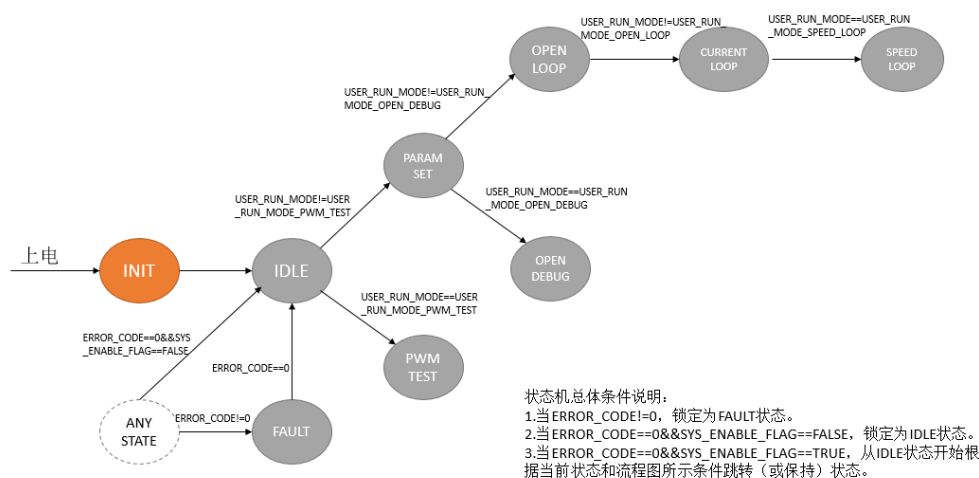 USER_RUN_MODE!=USER_RUN_
MODE_OPEN_LOOP
USER_RUN_MODE==USER_RUN
_MODE_SPEED_LOOP
OPEN
LOOP
CURRENT
LOOP
SPEED
LOOP
USER_RUN_MODE!=USER_RUN_
MODE_OPEN_DEBUG
PARAM
SET
USER_RUN_MODE!=USER
_RUN_MODE_PWM_TEST
USER_RUN_MODE==USER_RUN
_MODE_OPEN_DEBUG
上电
INIT
IDLE
OPEN
DEBUG
USER_RUN_MODE==USER
_RUN_MODE_PWM_TEST
ERROR_CODE==0&&SYS
_ENABLE_FLAG==FALSE
ERROR_CODE==0
PWM
TEST
ANY
STATE
ERROR_CODE!=0
FAULT
状态机总体条件说明：
1.当ERROR_CODE!=0，锁定为FAULT状态。
2.当ERROR_CODE==0&&SYS_ENABLE_FLAG==FALSE，锁定为IDLE状态。
3.当ERROR_CODE==0&&SYS_ENABLE_FLAG==TRUE，从IDLE状态开始根
据当前状态和流程图所示条件跳转（或保持）状态。